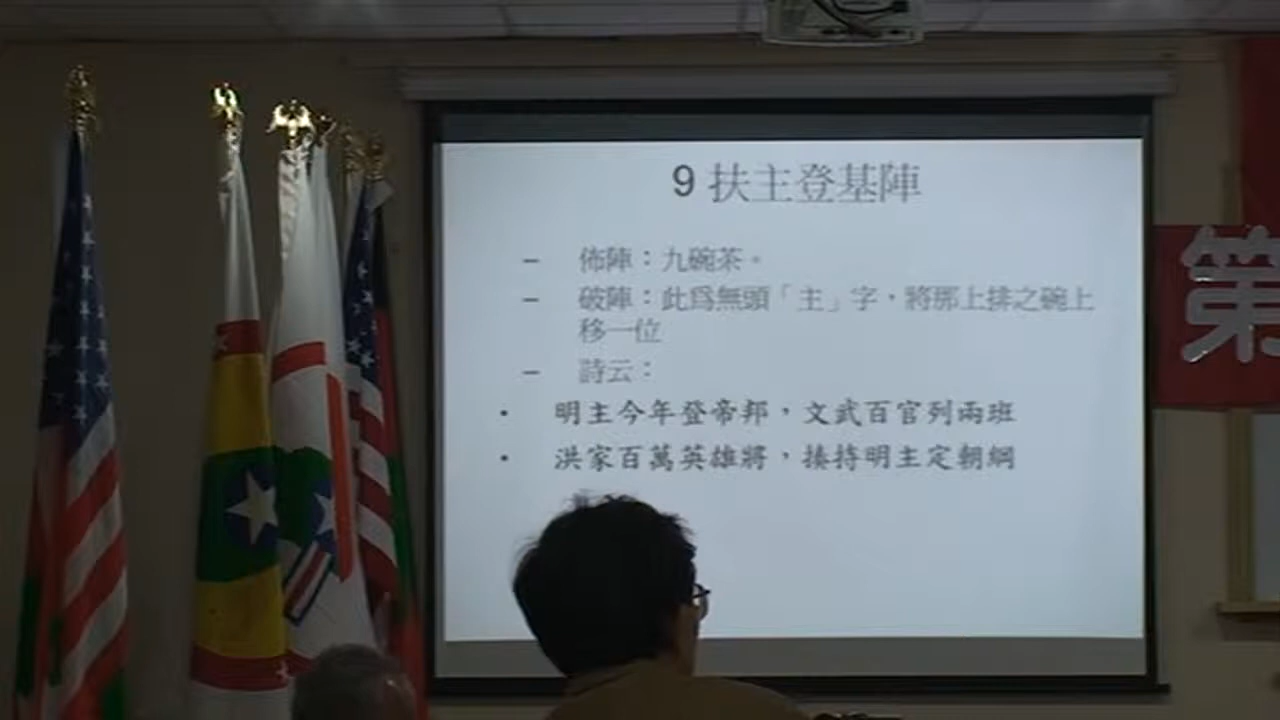 9 扶主登基陣
– 佈陣：九碗茶。
– 破陣：此爲無頭「主」字，將那上排之碗上
移一位
– 詩云：
• 明主今年登帝邦，文武百官列兩班
• 洪家百萬英雄將，揍持明主定朝綱
第